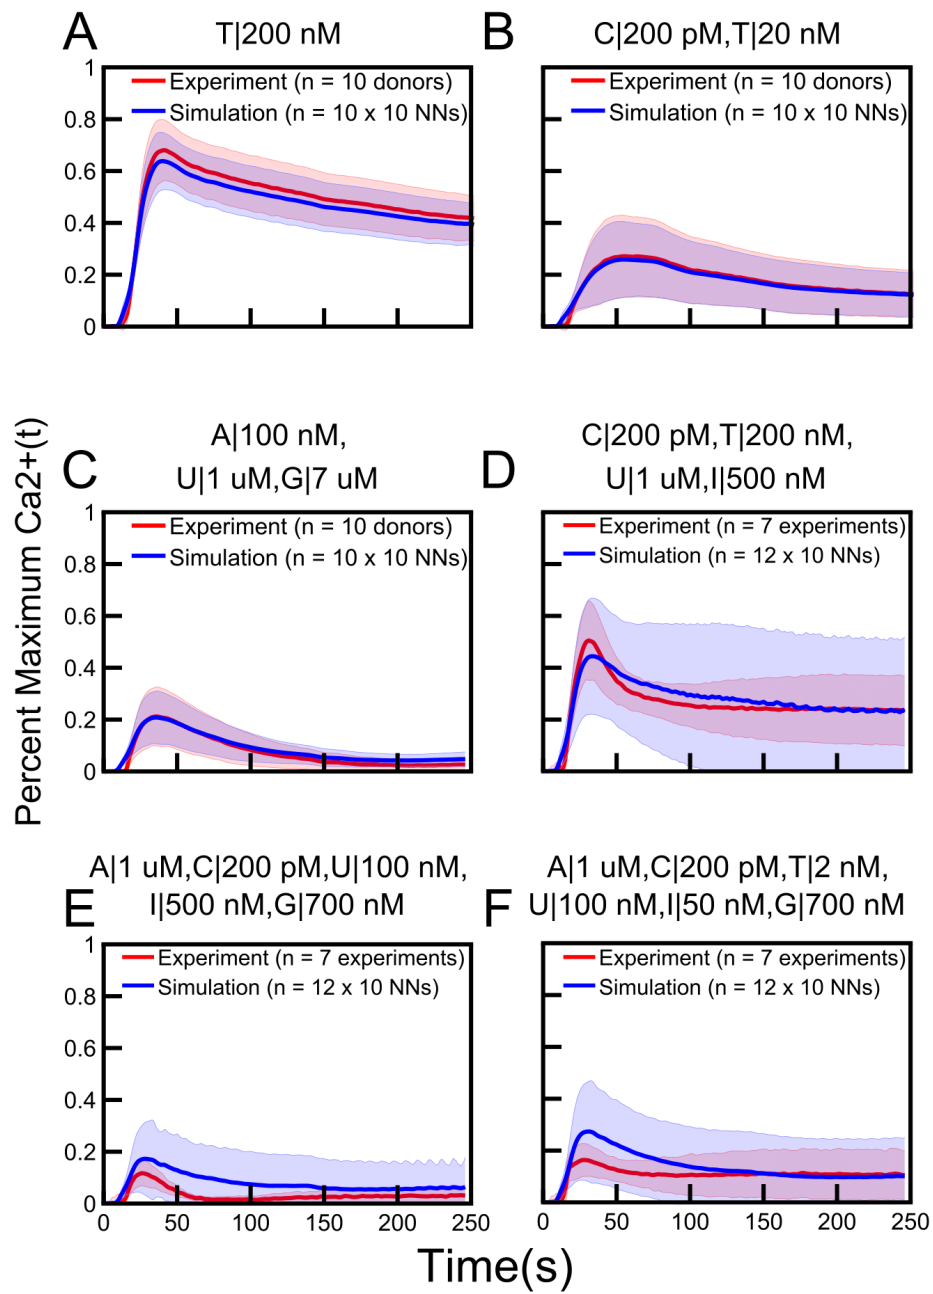 A
T|200 nM
Experiment (n = 10 donors)
Simulation (n = 10 x 10 NNs)
1
0.8
0.6
0.4
0.2
0
B
C|200 pM,T|20 nM
Experiment (n = 10 donors)
Simulation (n = 10 x 10 NNs)
Percent Maximum Ca2+(t)
C
A|100 nM,
U|1 uM,G|7 uM
Experiment (n = 10 donors)
Simulation (n = 10 x 10 NNs)
1
0.8
0.6
0.4
0.2
0
D
C|200 pM,T|200 nM,
U|1 uM,I|500 nM
Experiment (n = 7 experiments)
Simulation (n = 12 x 10 NNs)
E
A|1 uM,C|200 pM,U|100 nM,
I|500 nM,G|700 nM
Experiment (n = 7 experiments)
Simulation (n = 12 x 10 NNs)
1
0.8
0.6
0.4
0.2
0
0 50 100 150 200 250
F
A|1 uM,C|200 pM,T|2 nM,
U|100 nM,I|50 nM,G|700 nM
Experiment (n = 7 experiments)
Simulation (n = 12 x 10 NNs)
0 50 100 150 200 250
Time(s)